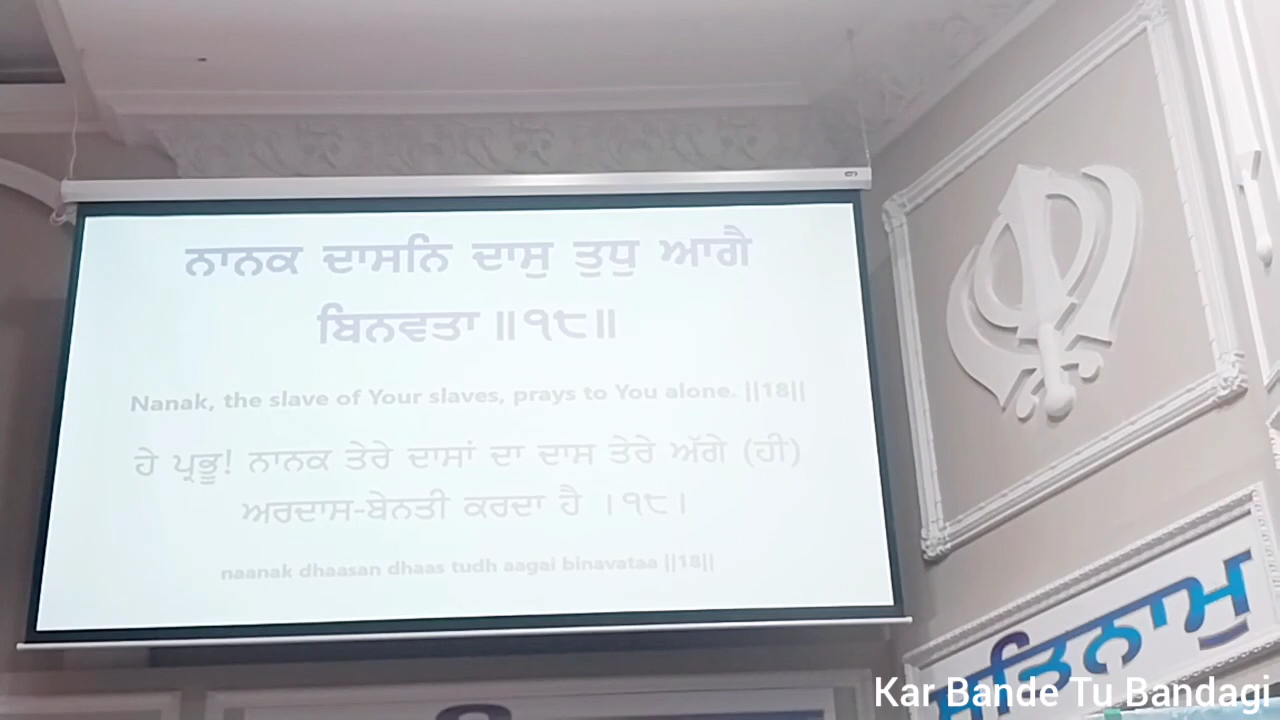 ਨਾਨਕ ਦਾਸਨਿ ਦਾਸੁ ਤੁਧੁ ਆਗੈ
ਬਿਨਵਤਾ ॥੧੮॥
Nanak, the slave of Your slaves, prays to You alone. ||18||
ਹੇ ਪ੍ਰਭੂ! ਨਾਨਕ ਤੇਰੇ ਦਾਸਾਂ ਦਾ ਦਾਸ ਤੇਰੇ ਅੱਗੇ (ਹੀ)
ਅਰਦਾਸ-ਬੇਨਤੀ ਕਰਦਾ ਹੈ ।੧੮।
naanak dhaasan dhaas tudh aagai binavataa ||18||
ਸਤਿਨਾਮੁ
Kar Bande Tu Bandagi